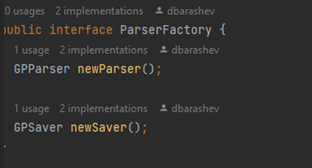 0 usages 2 implementations dbarashev
public interface ParserFactory {
1 usage 2 implementations dbarashev
GPParser newParser();
1 usage 2 implementations dbarashev
GPSaver newSaver();